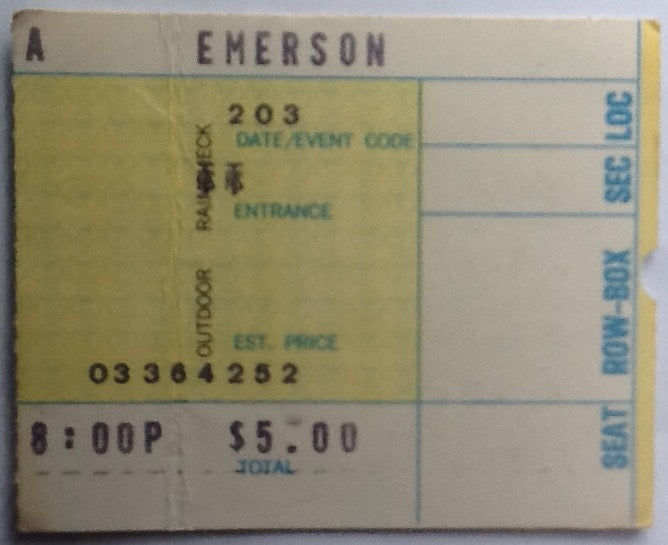 A EMERSON
203
DATE/EVENT CODE
ENTRANCE
OUTDOOR RAINCHECK
EST. PRICE
03364252
8:00P $5.00
TOTAL
LOC
SEC
ROW-BOX
SEAT